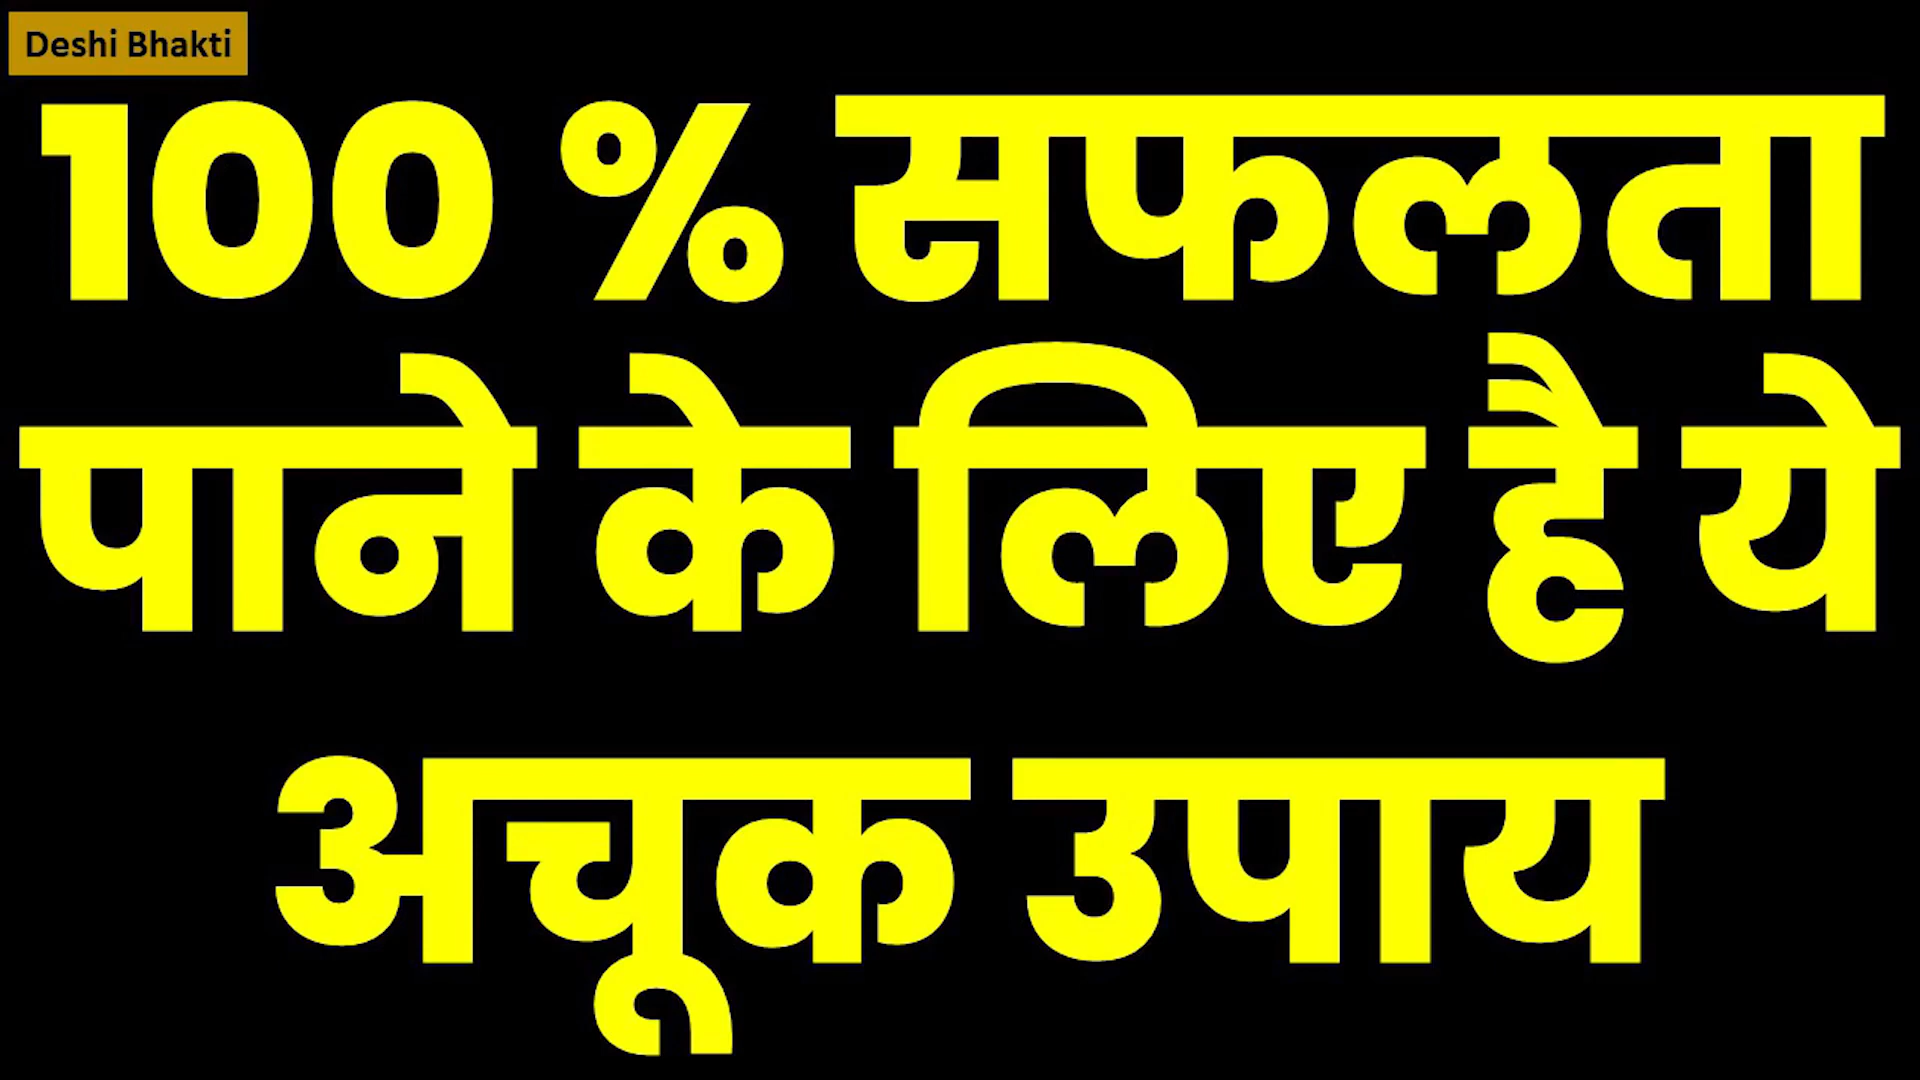 Deshi Bhakti
100 % सफलता
पाने के लिए है ये
अचूक उपाय